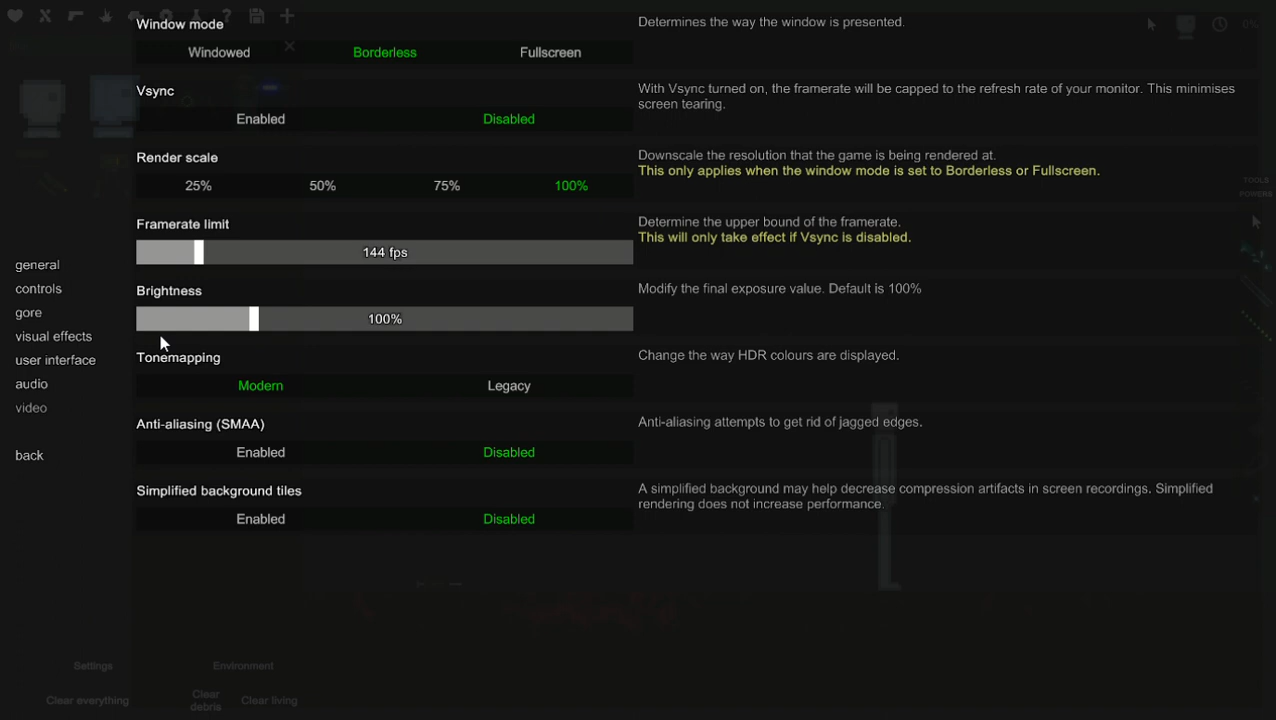 Window mode
Determines the way the window is presented.
Windowed
Borderless
Fullscreen
Vsync
With Vsync turned on, the framerate will be capped to the refresh rate of your monitor. This minimises
screen tearing.
Enabled
Disabled
Render scale
Downscale the resolution that the game is being rendered at.
This only applies when the window mode is set to Borderless or Fullscreen.
25%
50%
75%
100%
Framerate limit
Determine the upper bound of the framerate.
This will only take effect if Vsync is disabled.
144 fps
Brightness
Modify the final exposure value. Default is 100%
100%
Tonemapping
Change the way HDR colours are displayed.
Modern
Legacy
Anti-aliasing (SMAA)
Anti-aliasing attempts to get rid of jagged edges.
Enabled
Disabled
Simplified background tiles
A simplified background may help decrease compression artifacts in screen recordings. Simplified
rendering does not increase performance.
Enabled
Disabled
general
controls
gore
visual effects
user interface
audio
video
back
0%
TOOLS
POWERS
Settings
Environment
Clear everything
Clear
debris
Clear living